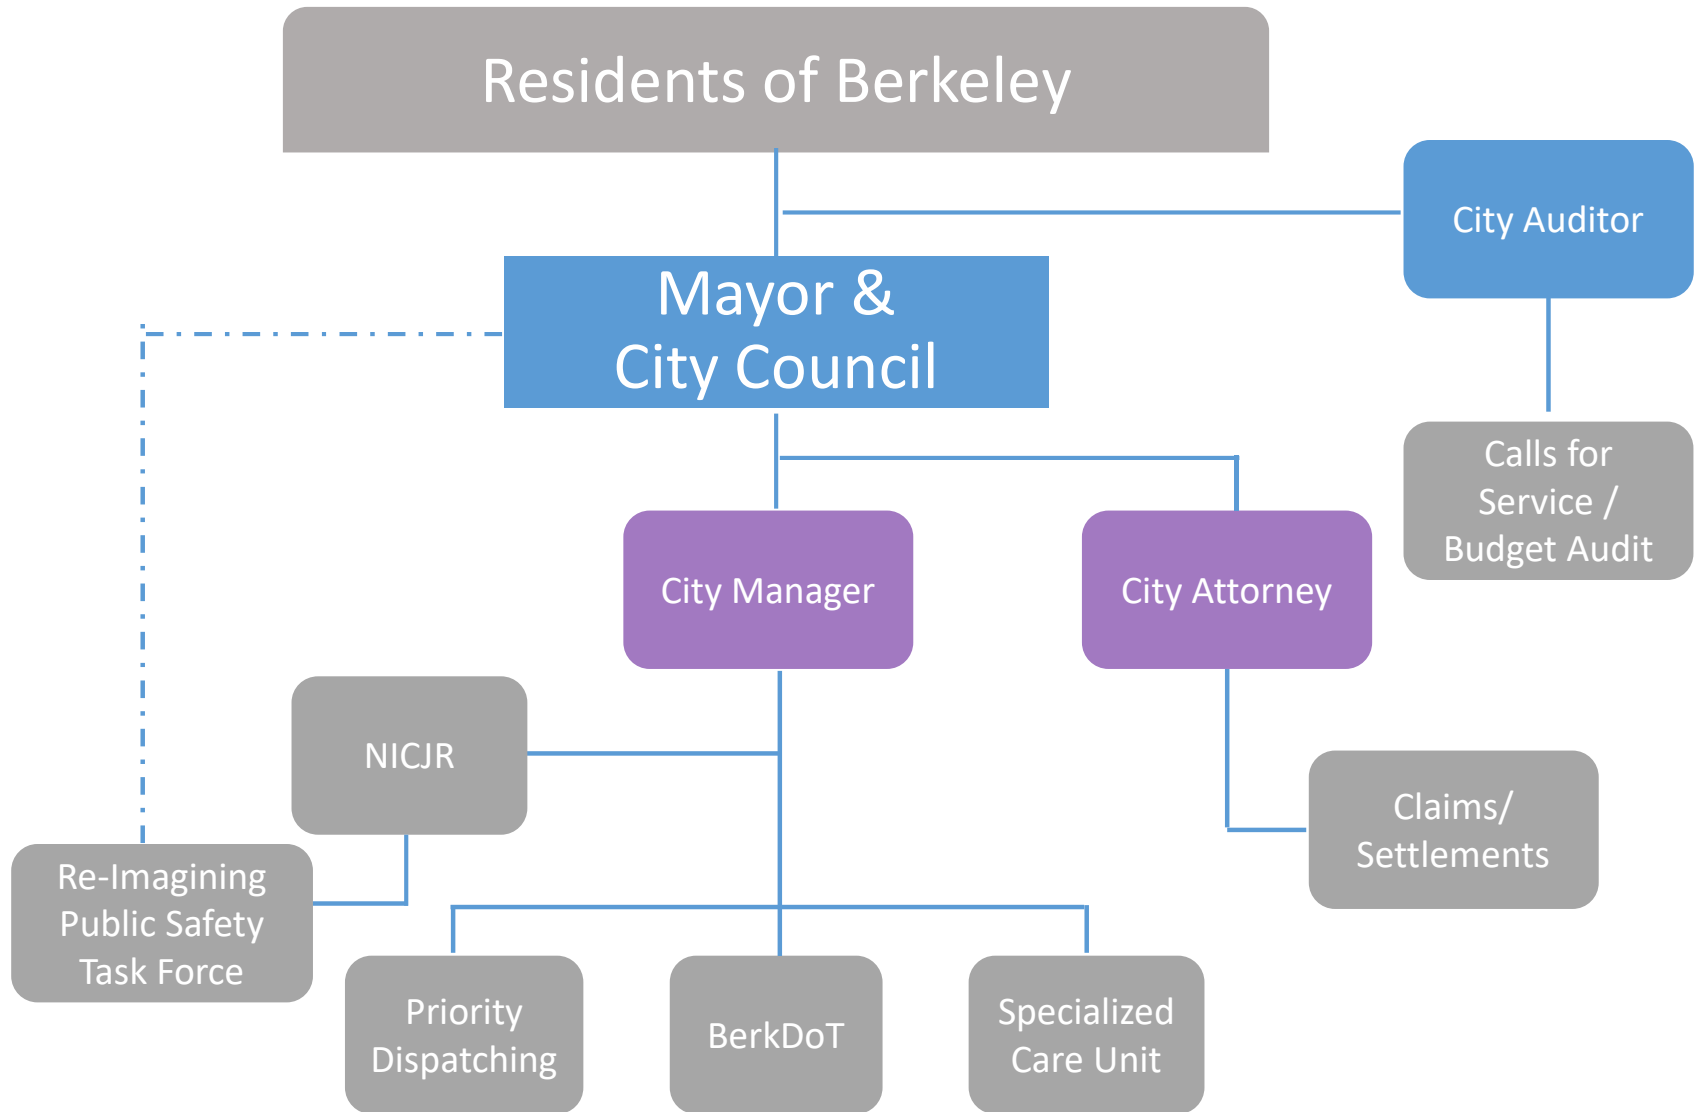 Residents of Berkeley
City Auditor
Mayor &
City Council
Calls for
Service /
Budget Audit
City Manager
City Attorney
NICJR
Claims/
Settlements
Re-Imagining
Public Safety
Task Force
Priority
Dispatching
BerkDoT
Specialized
Care Unit